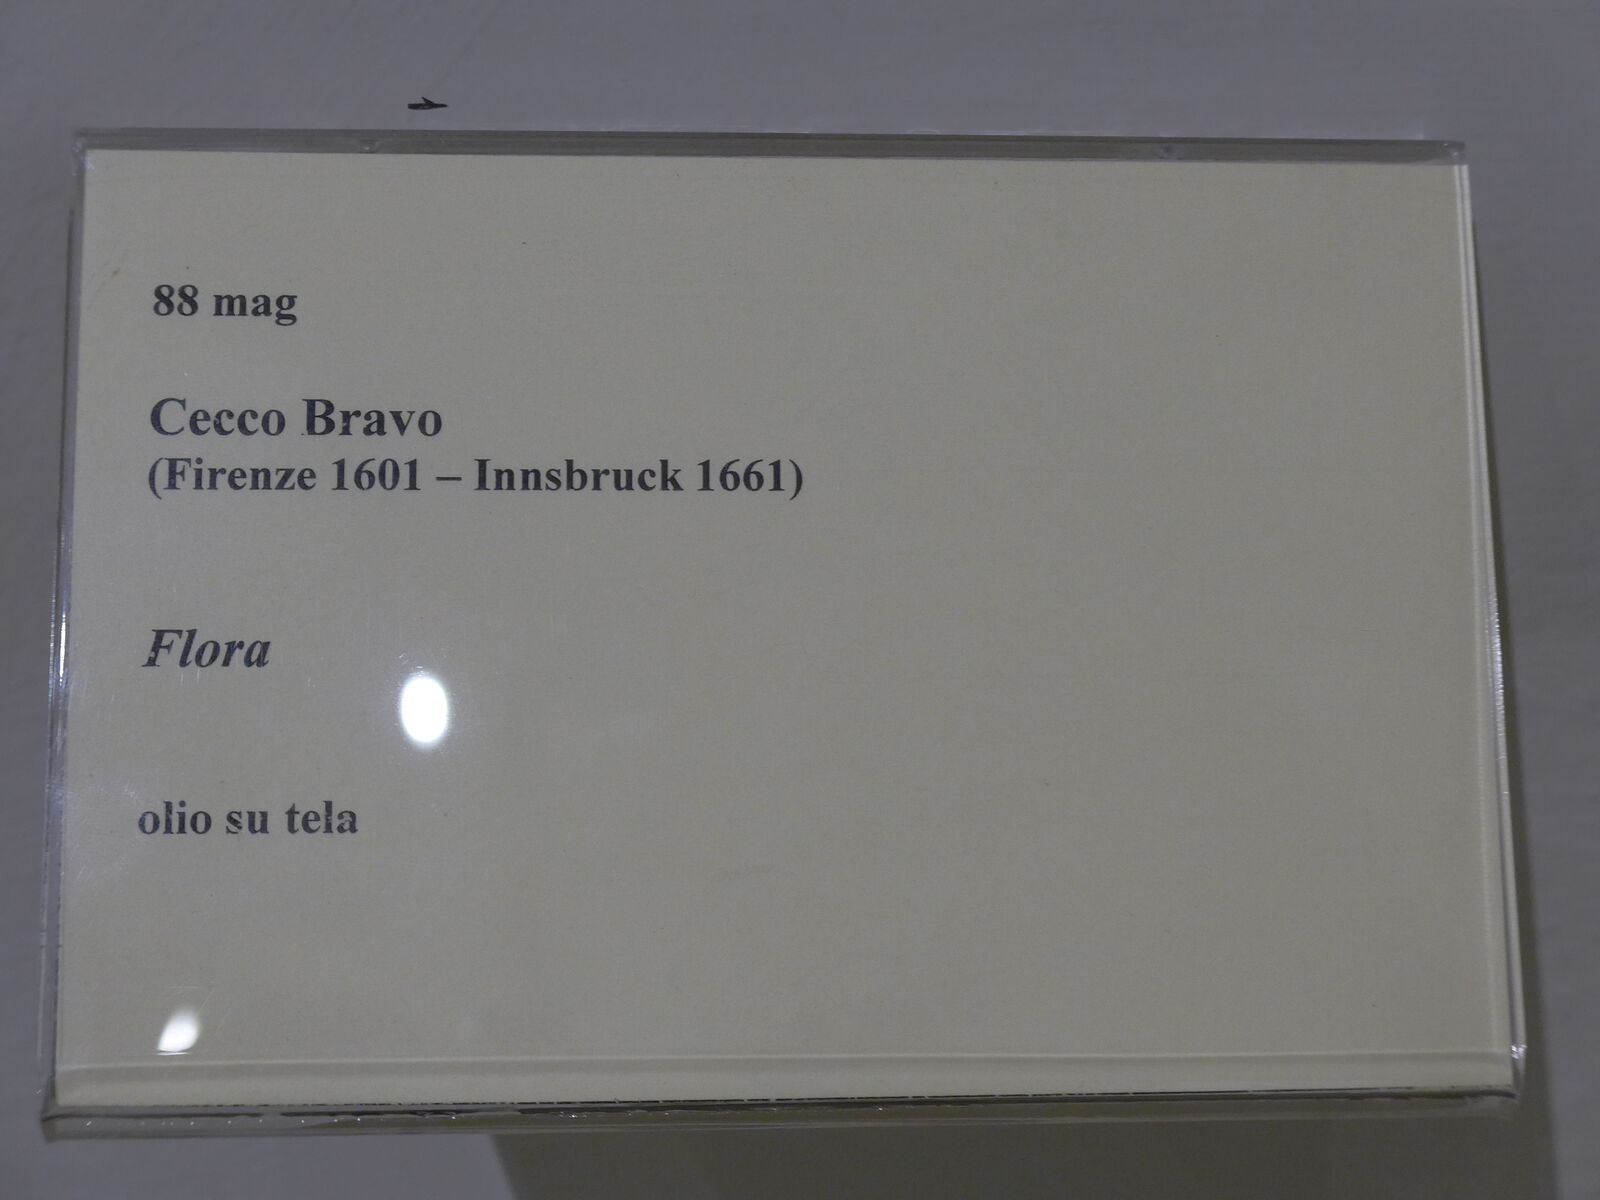 88 mag
Cecco Bravo
(Firenze 1601 – Innsbruck 1661)
Flora
olio su tela